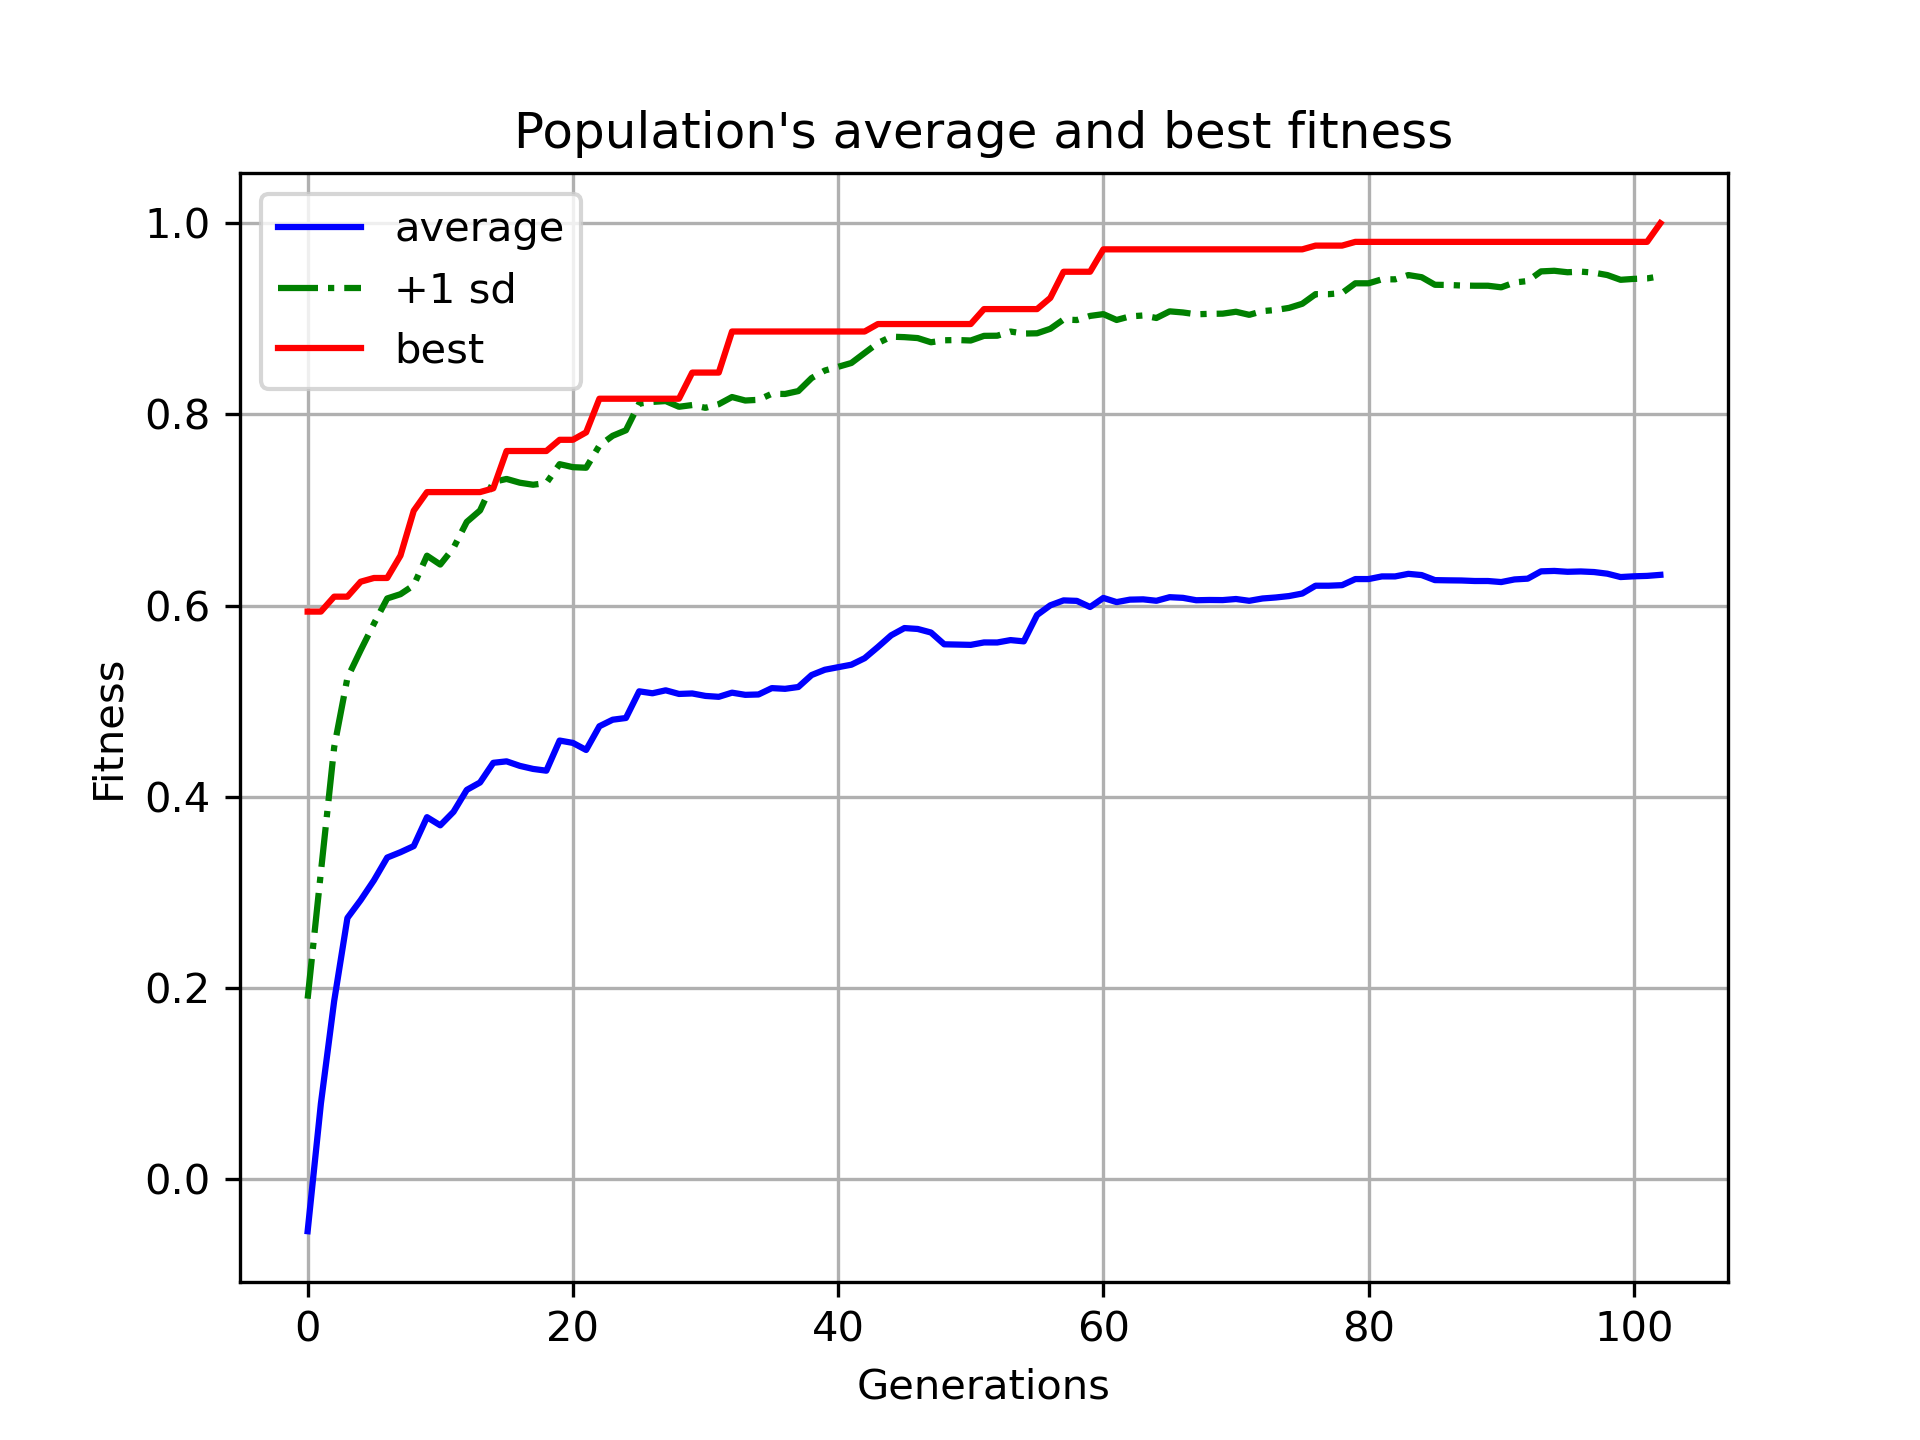 Population's average and best fitness
average
+1 sd
best
Fitness
1.0
0.8
0.6
0.4
0.2
0.0
0 20 40 60 80 100
Generations